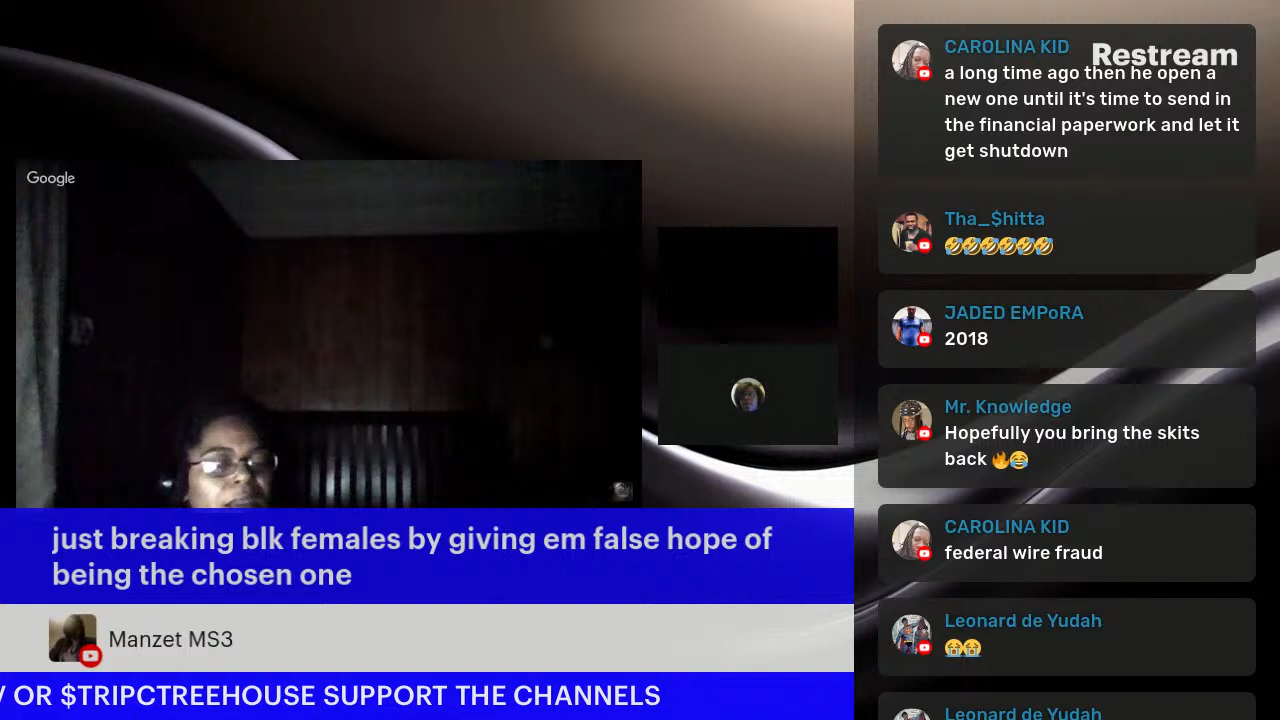 Google
just breaking blk females by giving em false hope of
being the chosen one
Manzet MS3
OR $TRIPCTREEHOUSE SUPPORT THE CHANNELS
Restream
CAROLINA KID
a long time ago then he open a
new one until it's time to send in
the financial paperwork and let it
get shutdown
Tha_$hitta
🤣🤣🤣🤣🤣🤣
JADED EMPoRA
2018
Mr. Knowledge
Hopefully you bring the skits
back 🔥😂
CAROLINA KID
federal wire fraud
Leonard de Yudah
😭😭
Leonard de Yudah